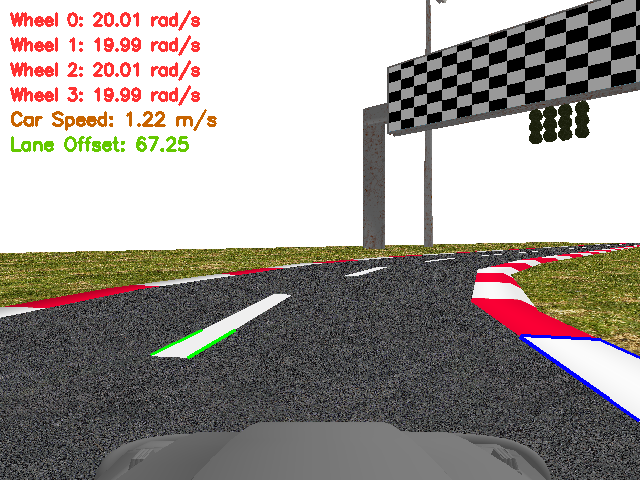 Wheel 0: 20.01 rad/s
Wheel 1: 19.99 rad/s
Wheel 2: 20.01 rad/s
Wheel 3: 19.99 rad/s
Car Speed: 1.22 m/s
Lane Offset: 67.25